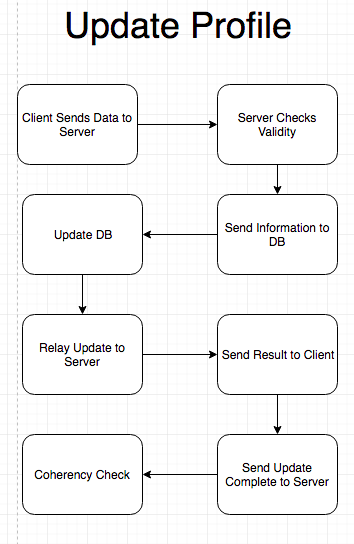 Update Profile
Client Sends Data to
Server
Server Checks
Validity
Send Information to
DB
Update DB
Relay Update to
Server
Send Result to Client
Send Update
Complete to Server
Coherency Check